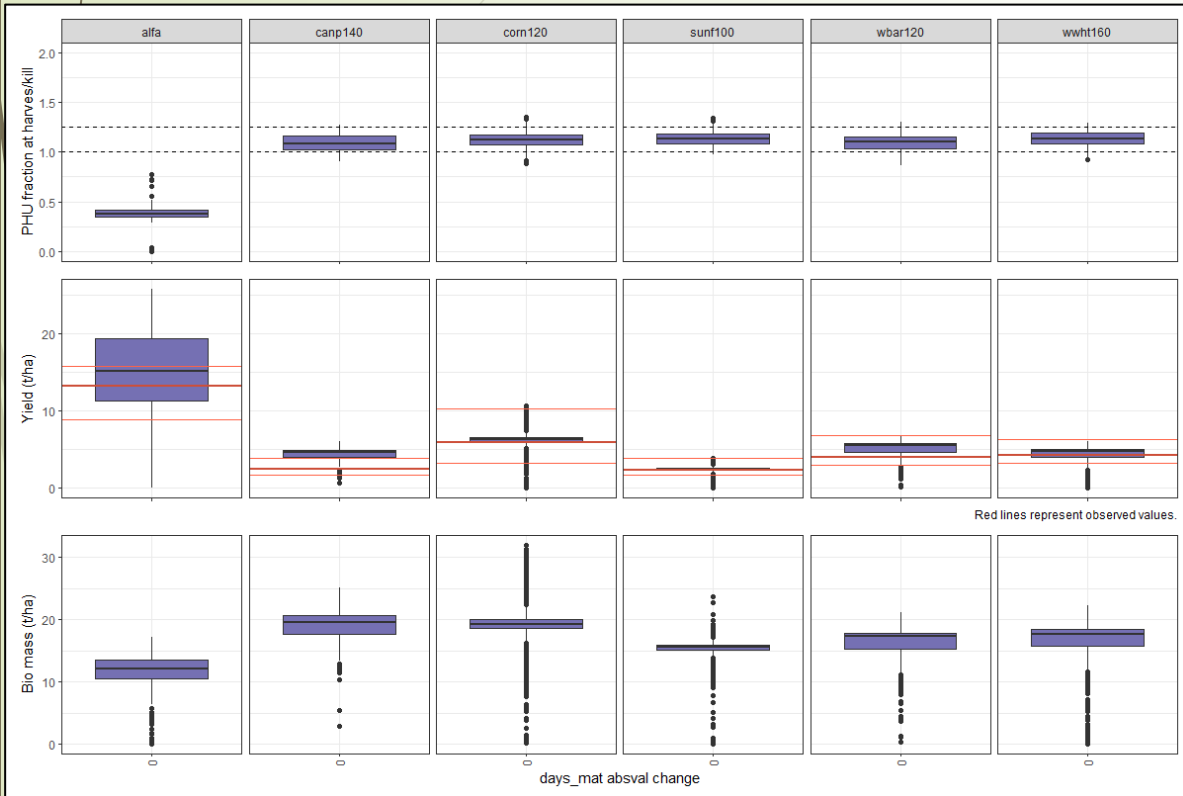 alfa canp140 corn120 sunf100 wbar120 wwht160
PHU fraction at harves/kill
2.0
1.5
1.0
0.5
0.0
Yield (t/ha)
20
10
0
Red lines represent observed values.
Bio mass (t/ha)
30
20
10
0
0 0 0 0 0 0
days_mat absval change